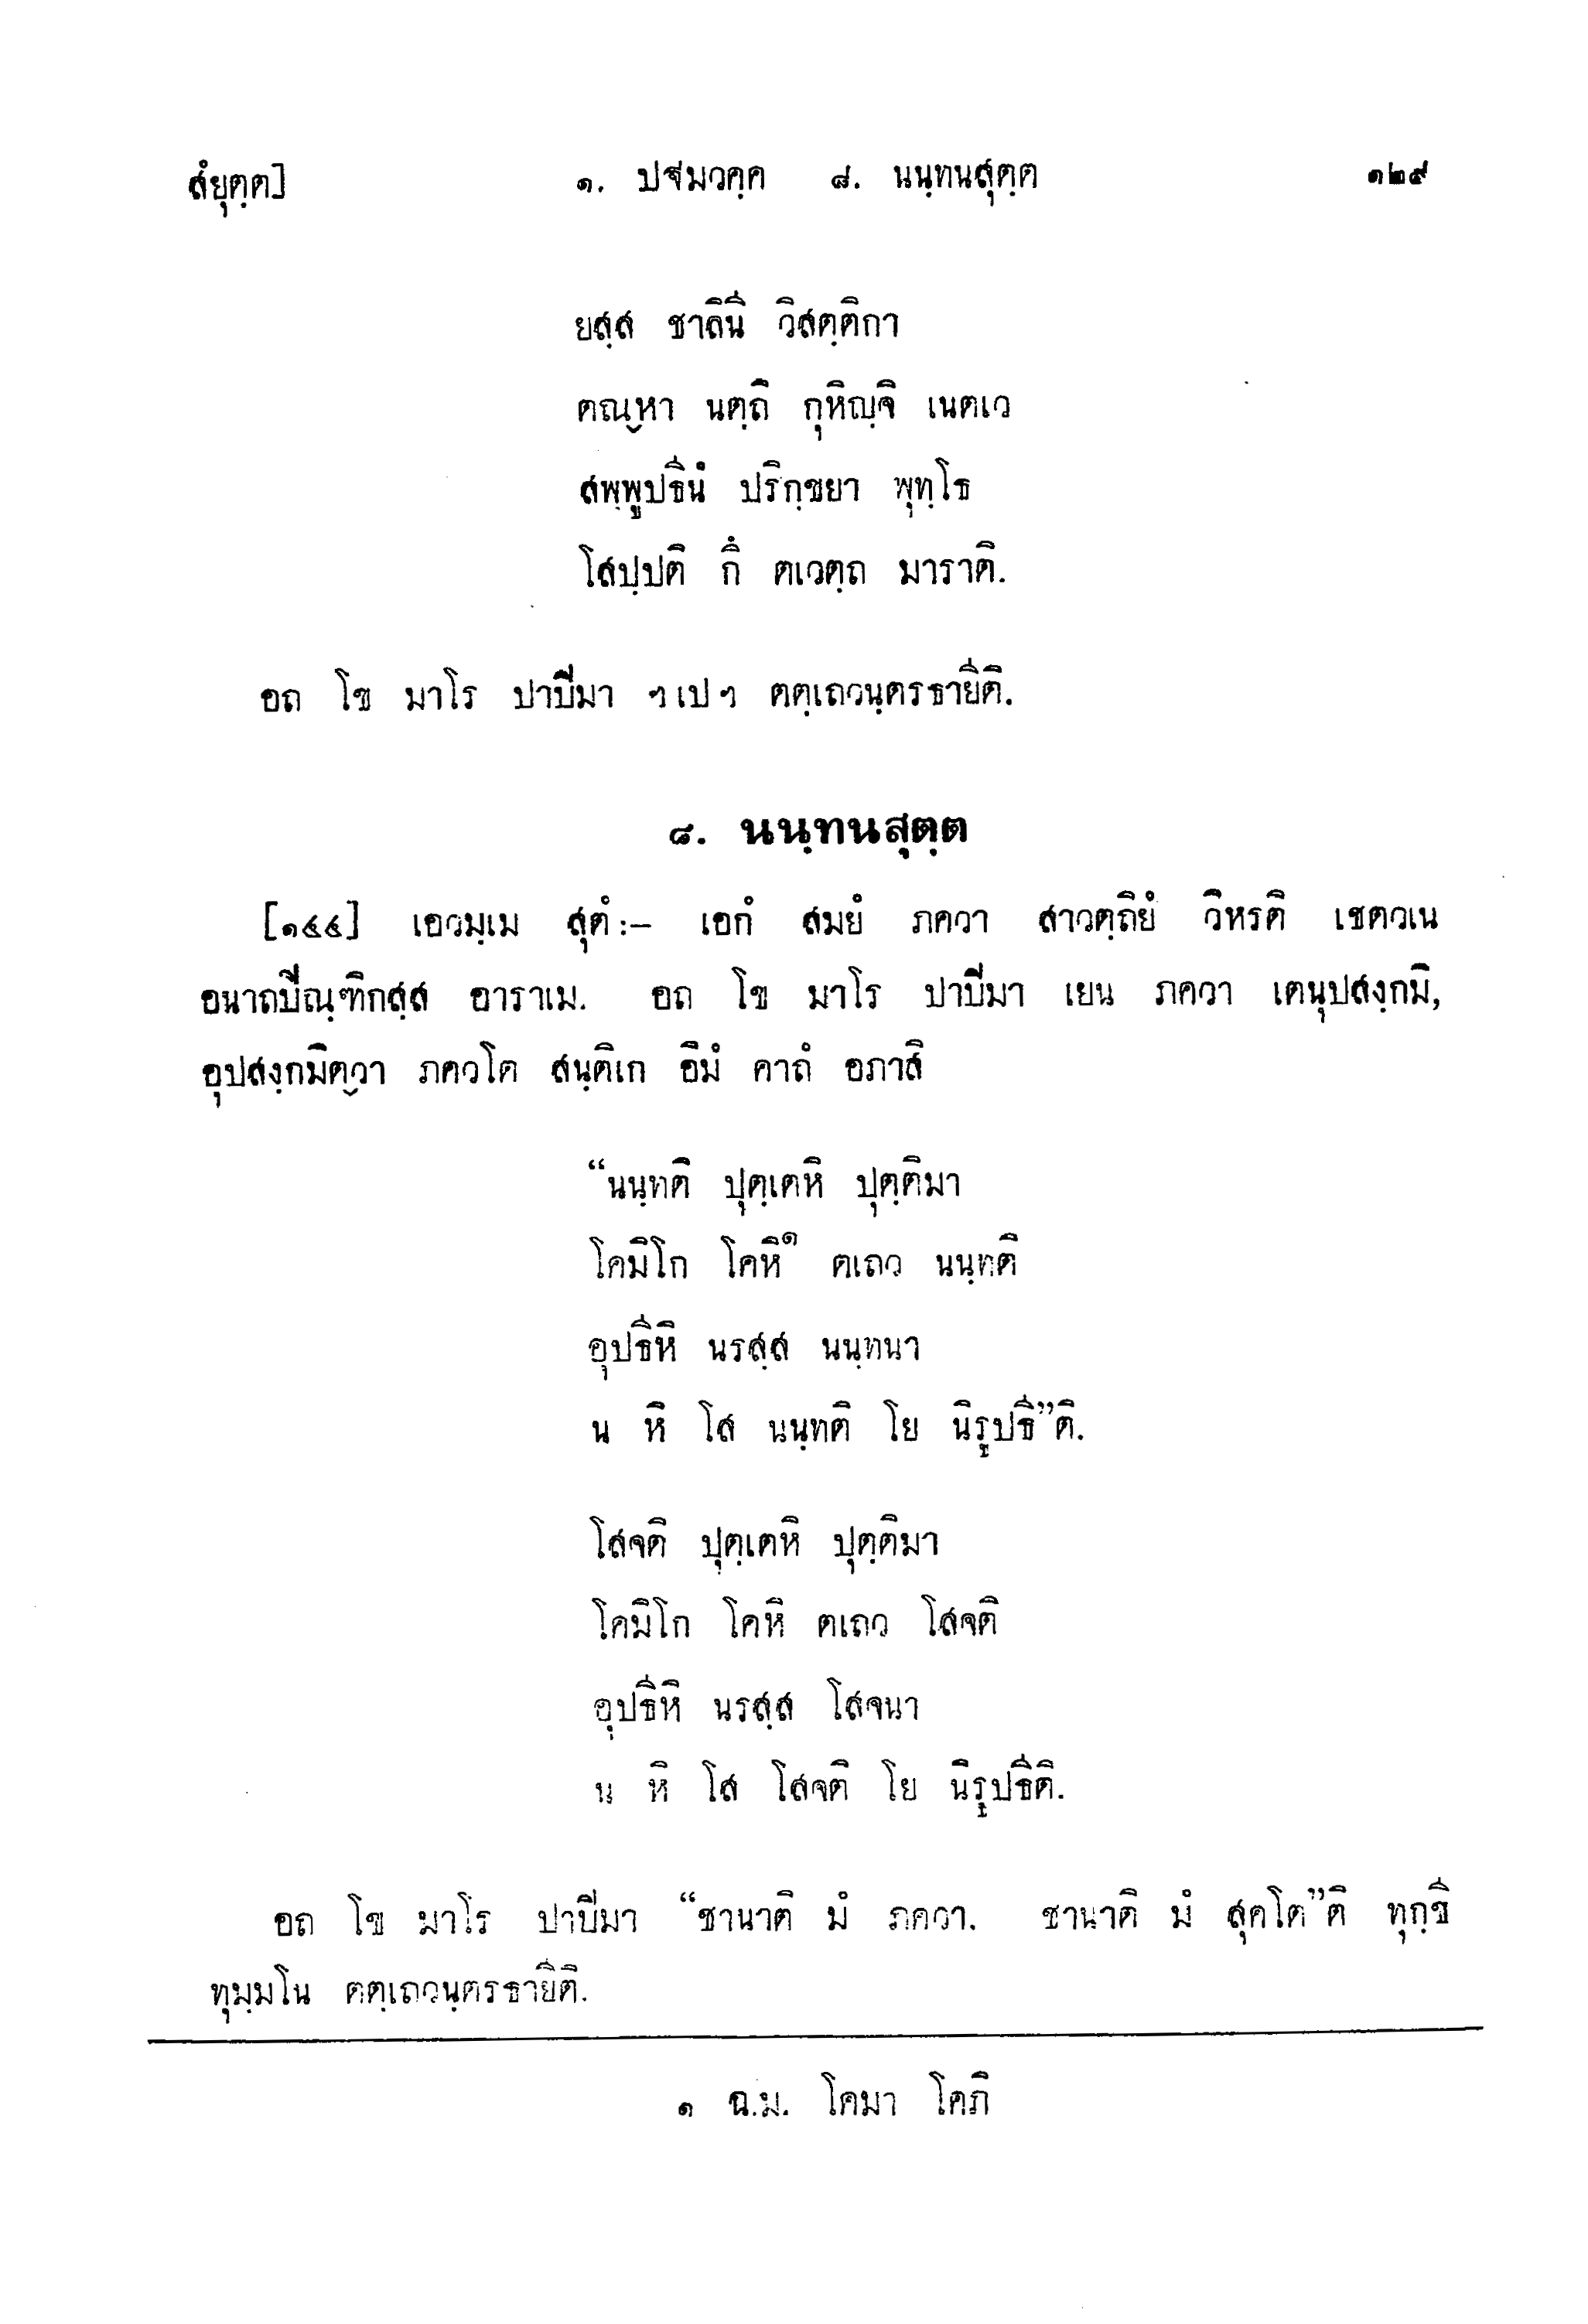 สํยุตฺต]	๑. ปฐมวคฺค ๘. นนฺทนสุตฺต	๑๒๙
ยสฺส ชาลินี วิสตฺติกา
ตณฺหา นตฺถิ กุหิญฺจิ เนตเว
สพฺพูปธีนํ ปริกฺขยา พุทฺโธ
โสปฺปติ กึ ตเวตฺถ มาราติ.
อถ โข มาโร ปาปีมา ฯเปฯ ตตฺเถวนฺตรธายีติ.
๘. นนฺทนสุตฺต
[๑๔๔] เอวมฺเม สุตํ:– เอกํ สมยํ ภควา สาวตฺถิยํ วิหรติ เชตวเน
อนาถปีณฺฑิกสฺส อาราเม. อถ โข มาโร ปาปีมา เยน ภควา เตนุปสงฺกมิ,
อุปสงฺกมิตฺวา ภควโต สนฺติเก อิมํ คาถํ อภาสิ
“นนฺทติ ปุตฺเตหิ ปุตฺติมา
โคมิโก โคหิ๑ ตเถว นนฺทติ
อุปธีหิ นรสฺส นนฺทนา
น หิ โส นนฺทติ โย นิรูปธี”ติ.
โสจติ ปุตฺเตหิ ปุตฺติมา
โคมิโก โคหิ ตเถว โสจติ
อุปธีหิ นรสฺส โสจนา
น หิ โส โสจติ โย นิรูปธีติ.
อถ โข มาโร ปาปีมา “ชานาติ มํ ภควา. ชานาติ มํ สุคโต”ติ ทุกฺขี
ทุมฺมโน ตตฺเถวนฺตรธายีติ.
๑ ฉ.ม. โคมา โคภิ